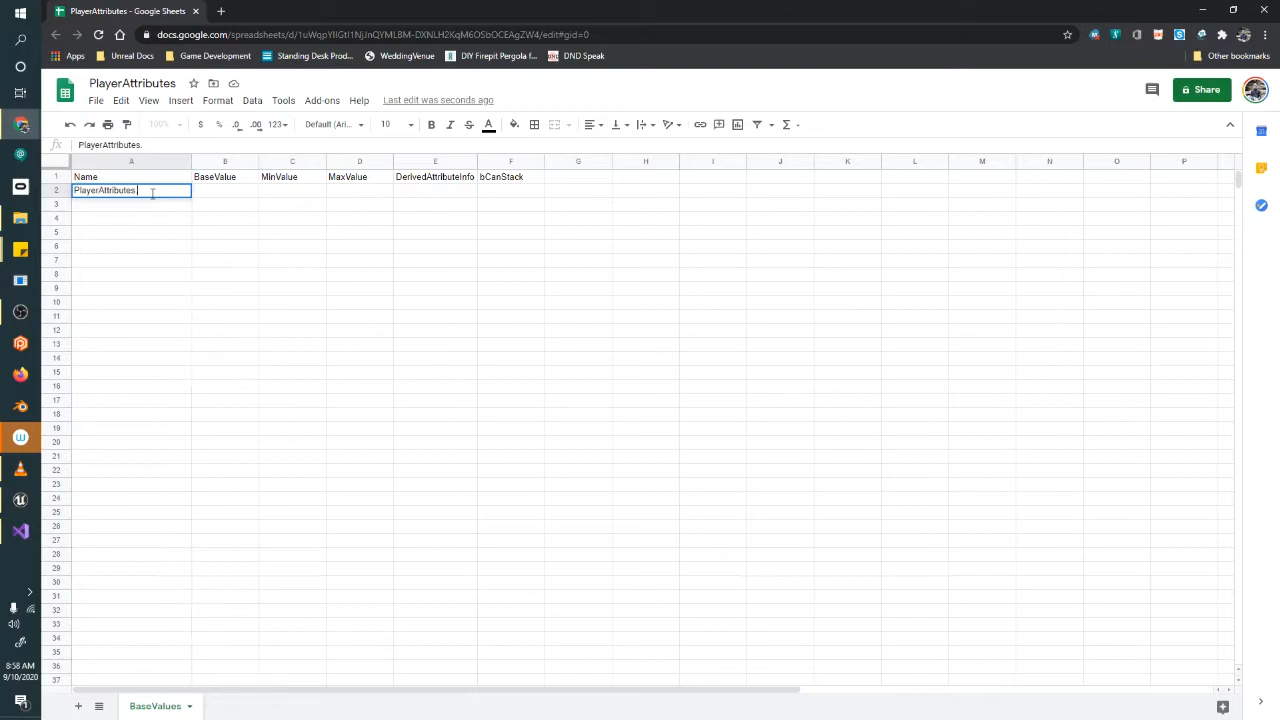 PlayerAttributes - Google Sheets
docs.google.com/spreadsheets/d/1uWqpYIlGtI1NjJnQYMLBM-DXNLH2KqM6OSbOCEAgZW4/edit#gid=0
Apps Unreal Docs Game Development Standing Desk Prod... WeddingVenue DIY Firepit Pergola f... DND Speak Other bookmarks
PlayerAttributes
File Edit View Insert Format Data Tools Add-ons Help Last edit was seconds ago
Share
100% $ % .0 .00 123 Default (Ari... 10 B I S A
fx PlayerAttributes.
A B C D E F G H I J K L M N O P
1 Name BaseValue MinValue MaxValue DerivedAttributeInfo bCanStack
2 PlayerAttributes.
3
4
5
6
7
8
9
10
11
12
13
14
15
16
17
18
19
20
21
22
23
24
25
26
27
28
29
30
31
32
33
34
35
36
37
8:58 AM
9/10/2020
BaseValues